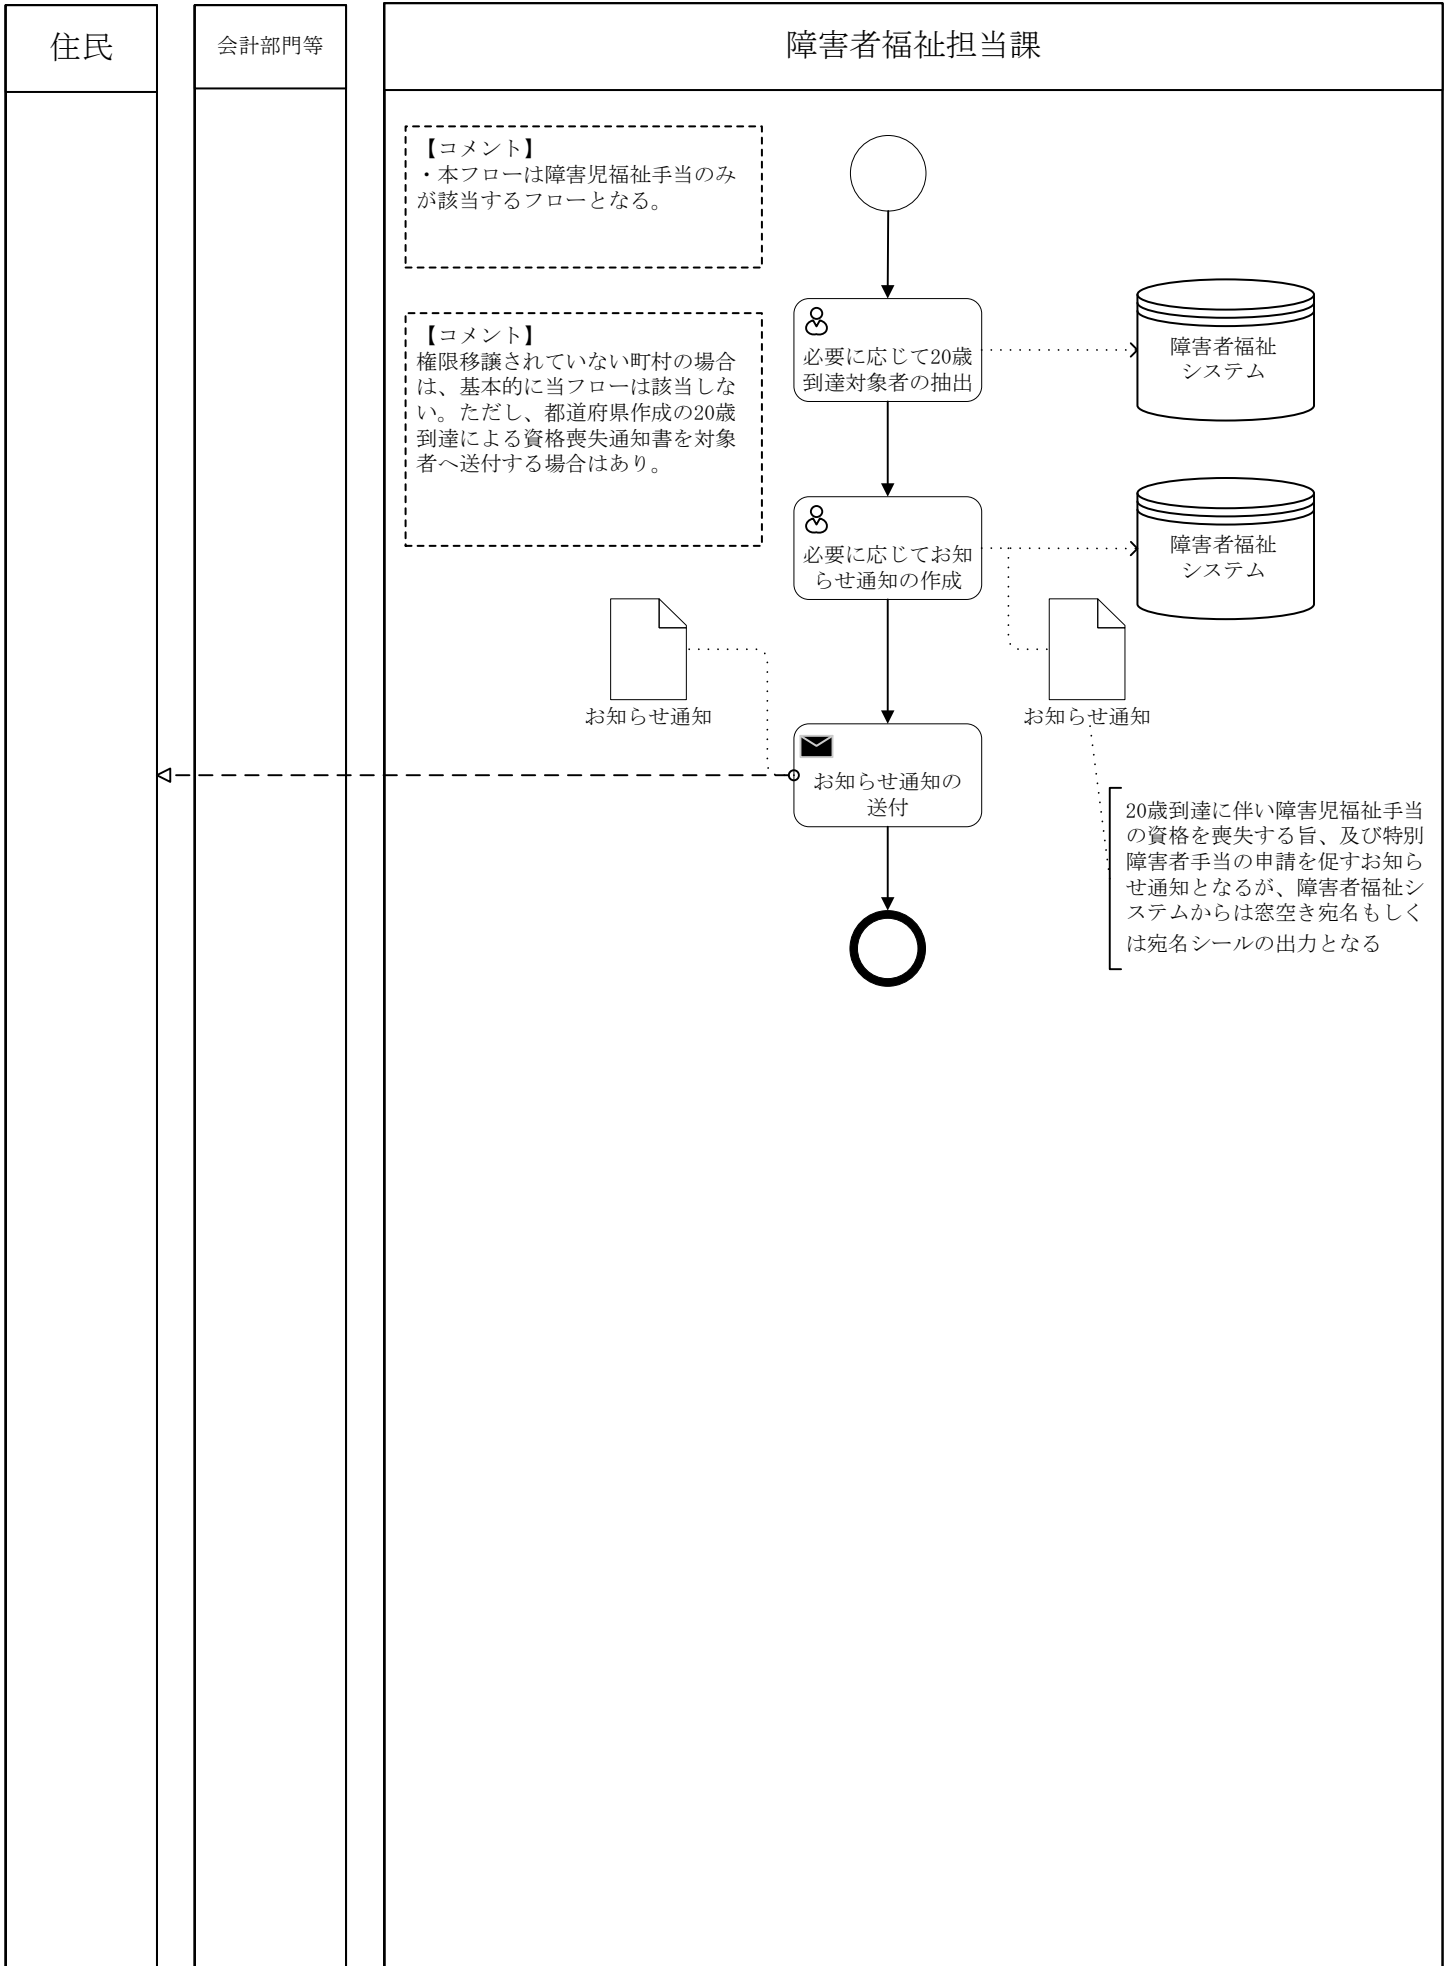 住民
会計部門等
障害者福祉担当課
【コメント】
・本フローは障害児福祉手当のみ
が該当するフローとなる。
【コメント】
権限移譲されていない町村の場合
は、基本的に当フローは該当しな
い。ただし、都道府県作成の20歳
到達による資格喪失通知書を対象
者へ送付する場合はあり。
必要に応じて20歳
到達対象者の抽出
障害者福祉
システム
必要に応じてお知
らせ通知の作成
障害者福祉
システム
お知らせ通知
お知らせ通知
お知らせ通知の
送付
20歳到達に伴い障害児福祉手当
の資格を喪失する旨、及び特別
障害者手当の申請を促すお知ら
せ通知となるが、障害者福祉シ
ステムからは窓空き宛名もしく
は宛名シールの出力となる